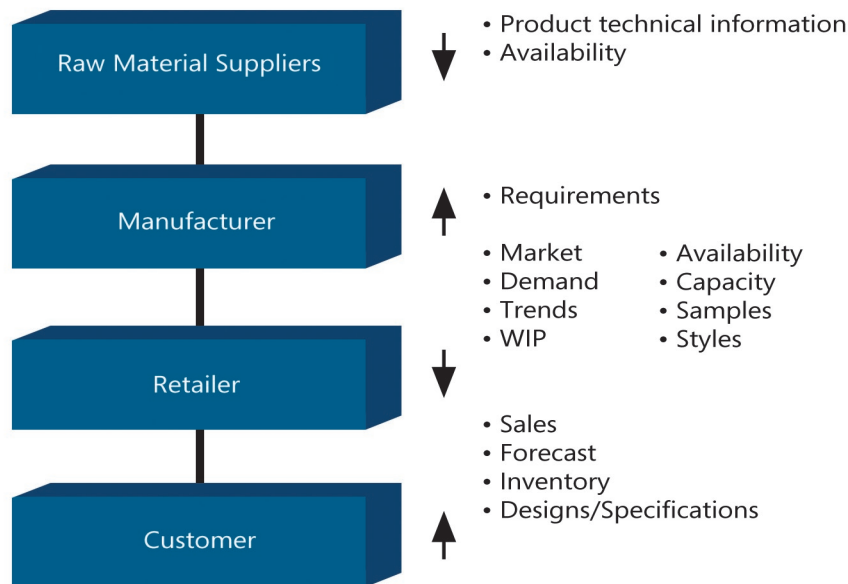 Raw Material Suppliers
• Product technical information
• Availability
Manufacturer
• Requirements
• Market
• Demand
• Trends
• WIP
• Availability
• Capacity
• Samples
• Styles
Retailer
• Sales
• Forecast
• Inventory
• Designs/Specifications
Customer